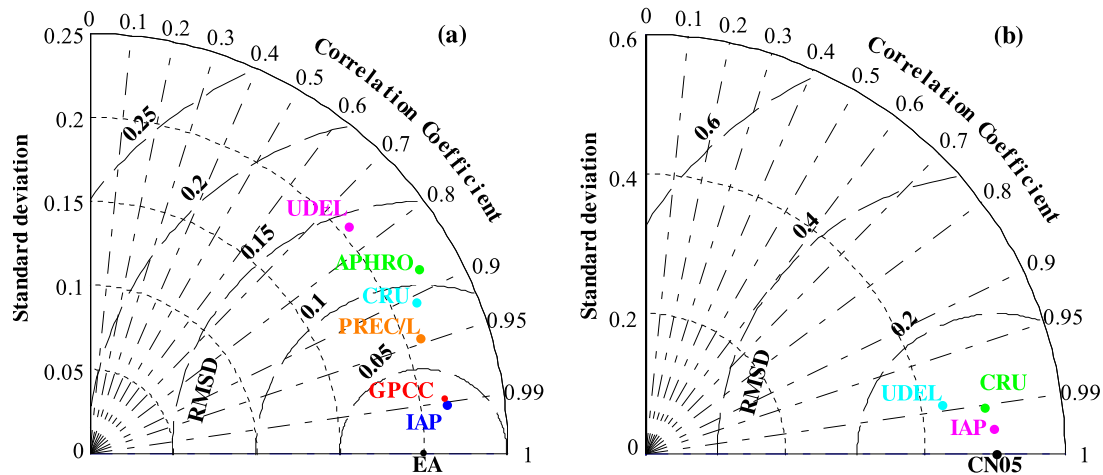 (a)
Standard deviation
0.25
0.2
0.15
0.1
0.05
0
0
0.1
0.2
0.3
0.4
0.5
0.6
0.7
0.8
0.9
0.95
0.99
1
Correlation Coefficient
0.25
0.2
0.15
0.1
0.05
RMSD
UDEL
APHRO
CRU
PREC/L
GPCC
IAP
EA
(b)
Standard deviation
0.6
0.4
0.2
0
0
0.1
0.2
0.3
0.4
0.5
0.6
0.7
0.8
0.9
0.95
0.99
1
Correlation Coefficient
0.6
0.4
0.2
RMSD
UDEL
CRU
IAP
CN05